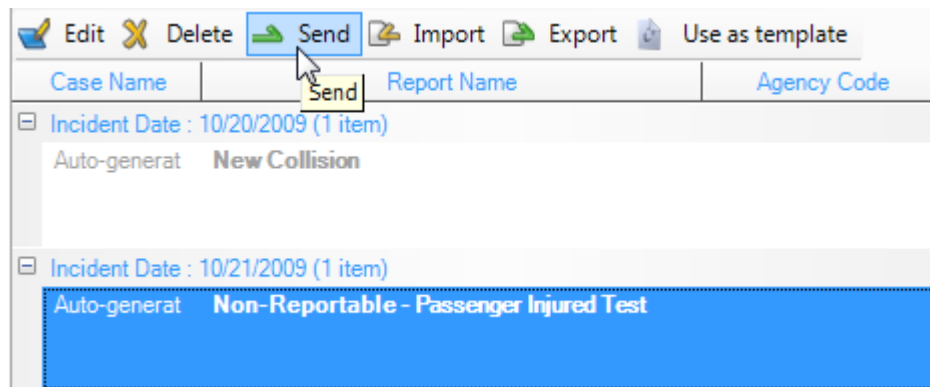 Edit Delete Send Import Export Use as template
Case Name Report Name Agency Code
Send
Incident Date : 10/20/2009 (1 item)
Auto-generat New Collision
Incident Date : 10/21/2009 (1 item)
Auto-generat Non-Reportable - Passenger Injured Test